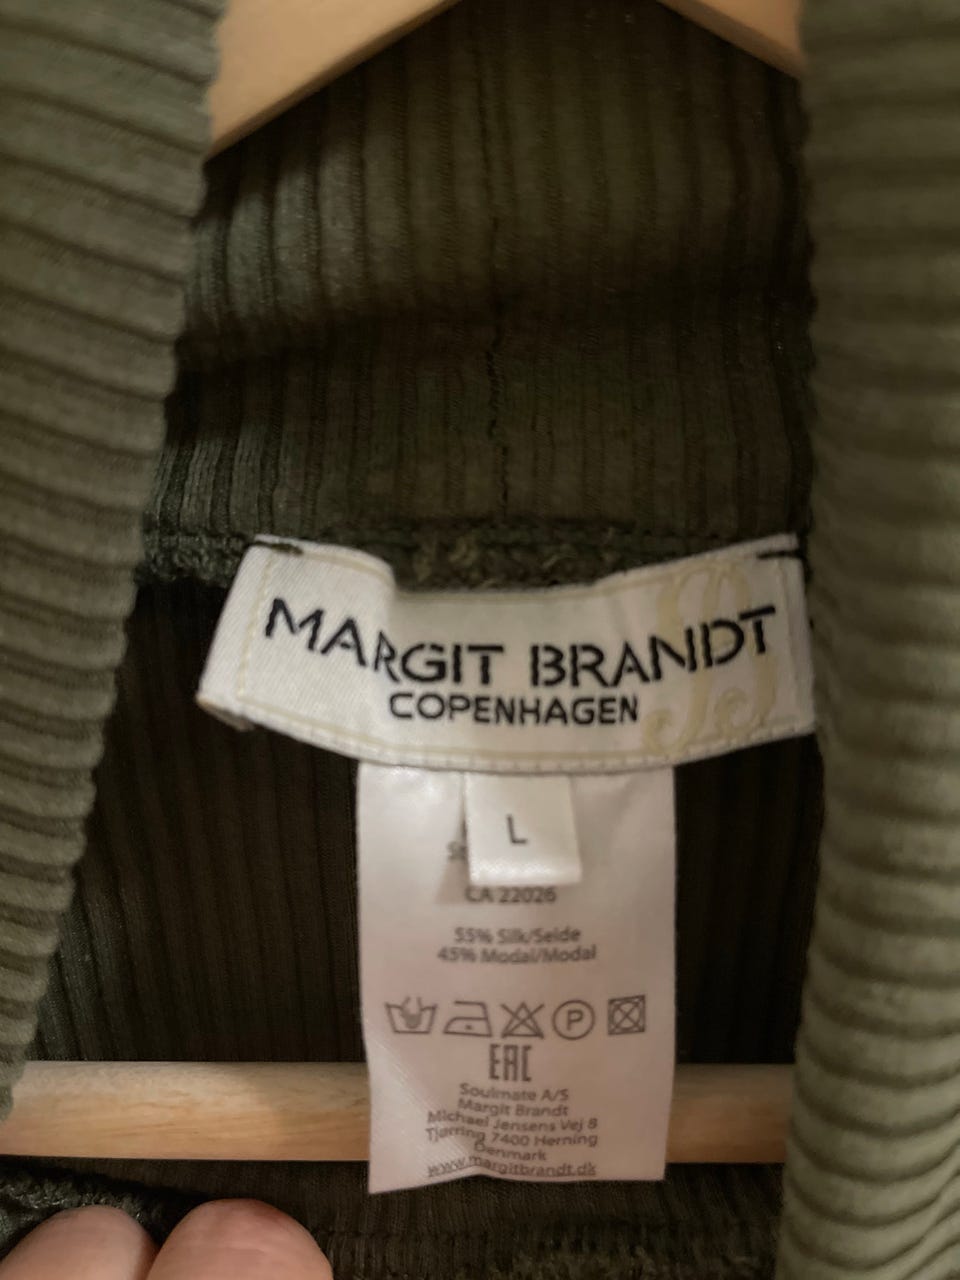 MARGIT BRANDT
COPENHAGEN
L
CA 22026
55% Silk/Seide
45% Modal/Modal
P
EAC
Soulmate A/S
Margit Brandt
Michael Jensens Vej 8
Tjørring 7400 Herning
Denmark
www.margitbrandt.dk